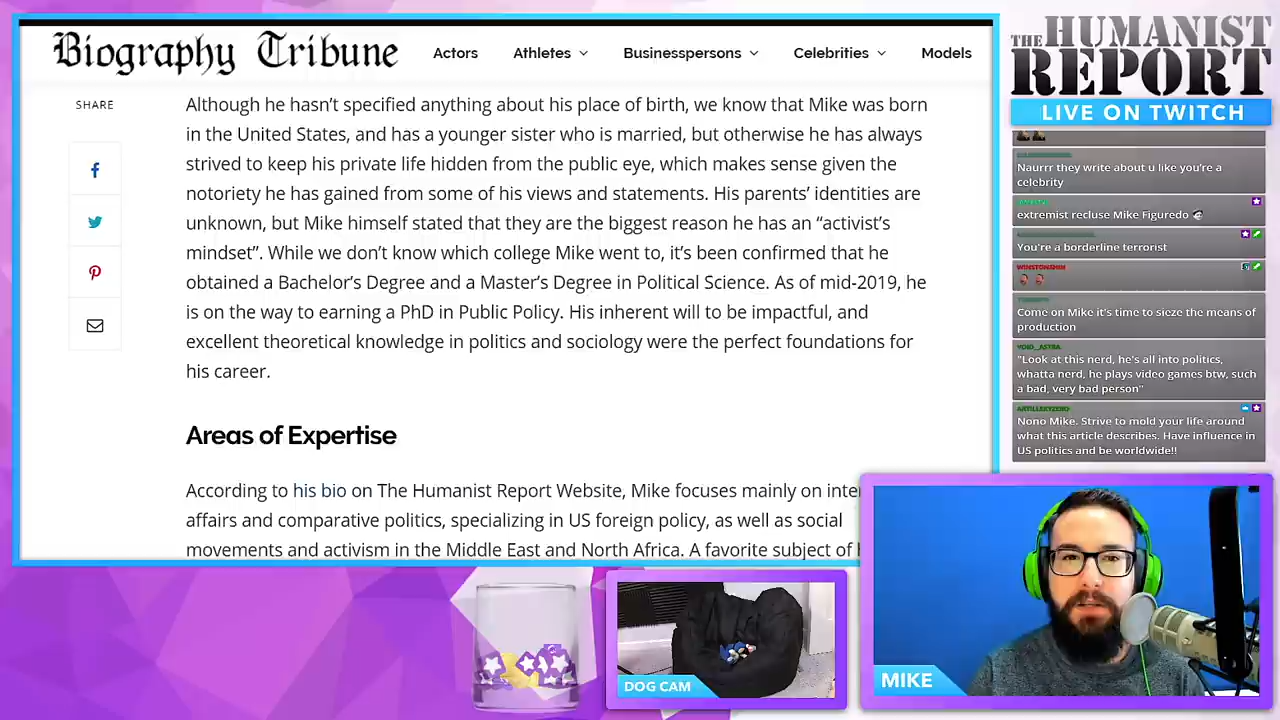 Biography Tribune
Actors
Athletes
Businesspersons
Celebrities
Models
SHARE
Although he hasn't specified anything about his place of birth, we know that Mike was born
in the United States, and has a younger sister who is married, but otherwise he has always
strived to keep his private life hidden from the public eye, which makes sense given the
notoriety he has gained from some of his views and statements. His parents' identities are
unknown, but Mike himself stated that they are the biggest reason he has an “activist's
mindset”. While we don't know which college Mike went to, it's been confirmed that he
obtained a Bachelor's Degree and a Master's Degree in Political Science. As of mid-2019, he
is on the way to earning a PhD in Public Policy. His inherent will to be impactful, and
excellent theoretical knowledge in politics and sociology were the perfect foundations for
his career.
Areas of Expertise
According to his bio on The Humanist Report Website, Mike focuses mainly on inter
affairs and comparative politics, specializing in US foreign policy, as well as social
movements and activism in the Middle East and North Africa. A favorite subject of
THE HUMANIST
REPORT
LIVE ON TWITCH
Naurrr they write about u like you're a
celebrity
extremist recluse Mike Figuredo
You're a borderline terrorist
Come on Mike it's time to sieze the means of
production
VOID__ASTRA
"Look at this nerd, he's all into politics,
whatta nerd, he plays video games btw, such
a bad, very bad person"
ARTILLERYZERO
Nono Mike. Strive to mold your life around
what this article describes. Have influence in
US politics and be worldwide!!
DOG CAM
MIKE